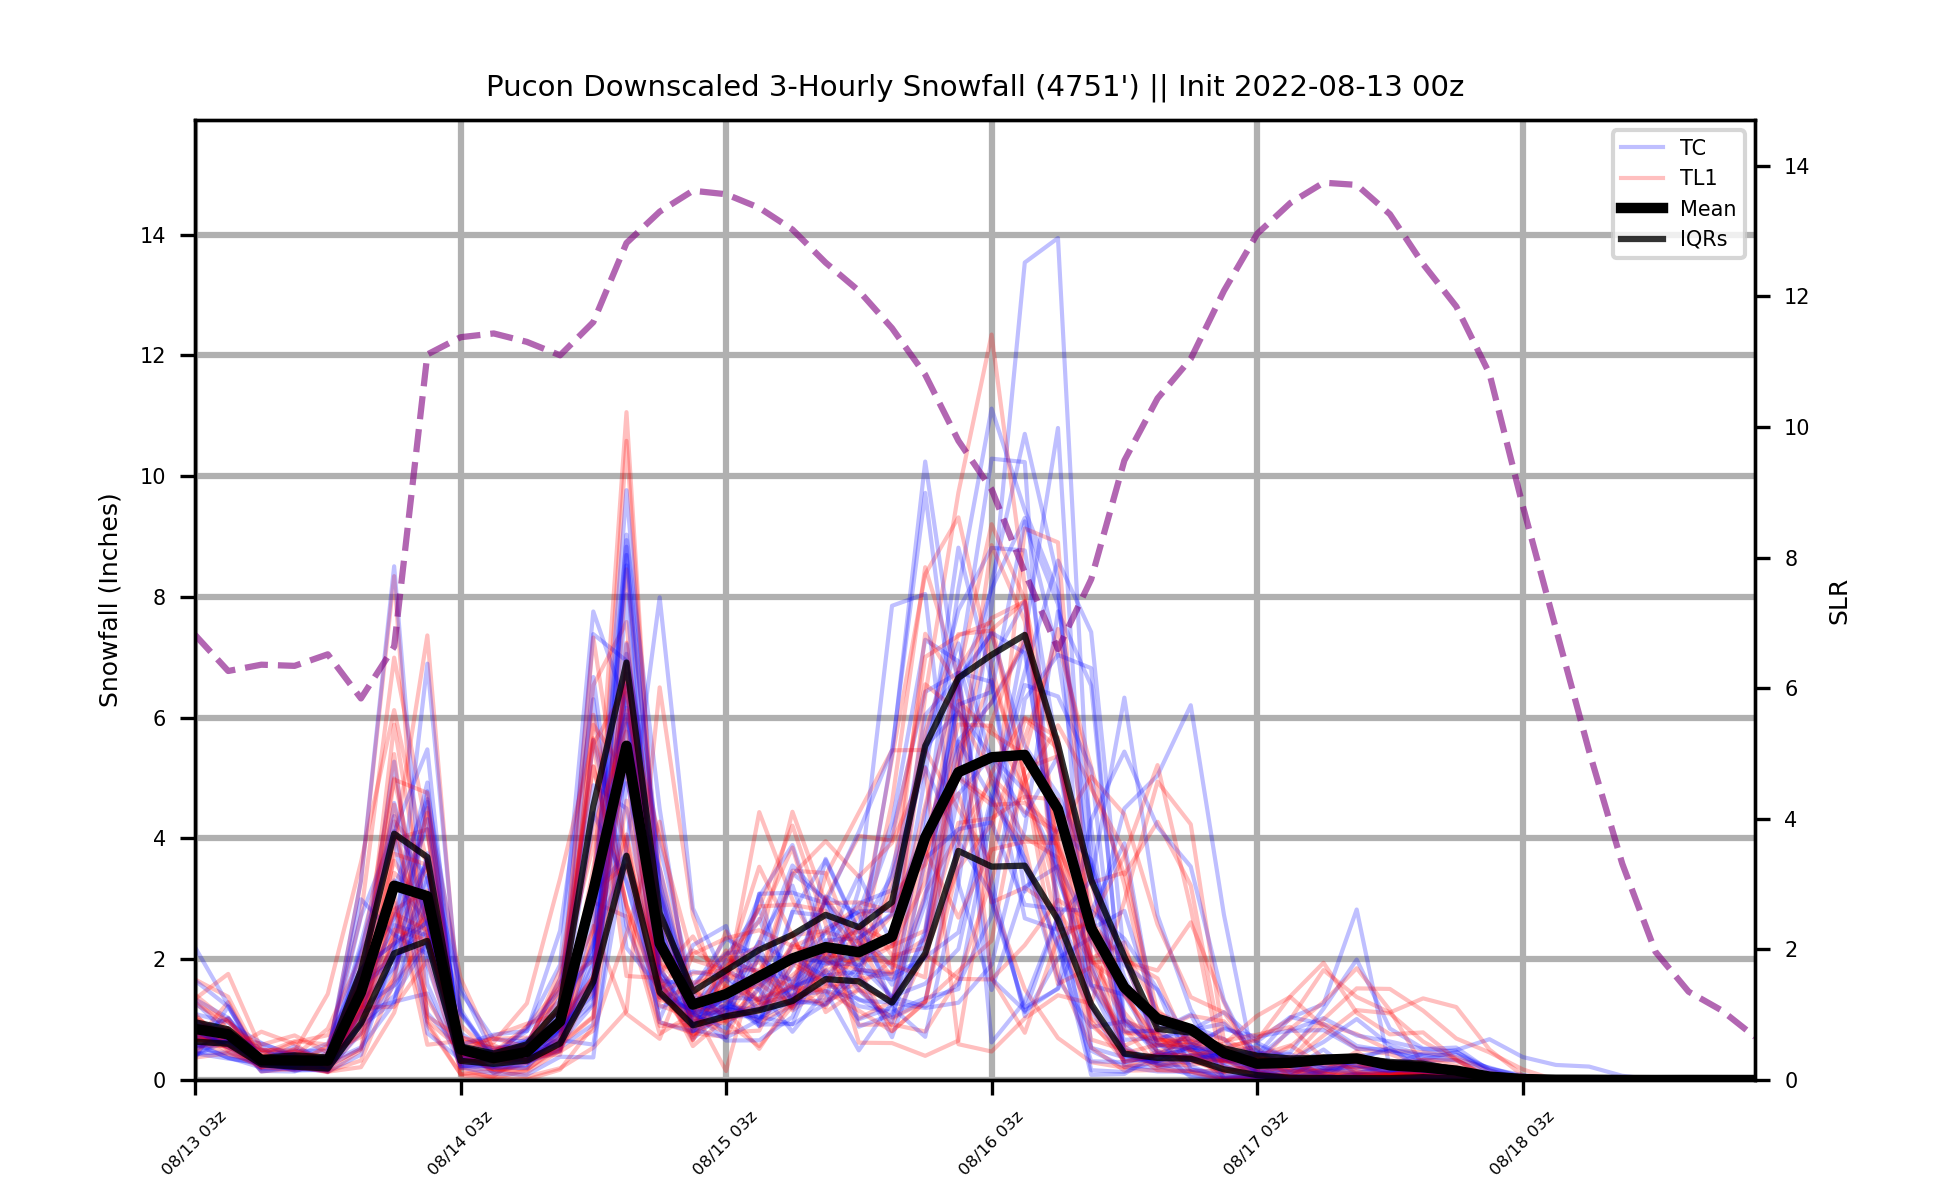 Pucon Downscaled 3-Hourly Snowfall (4751') || Init 2022-08-13 00z
TC
TL1
Mean
IQRs
Snowfall (Inches)
14
12
10
8
6
4
2
0
14
12
10
8
6
4
2
0
SLR
08/13 03z
08/14 03z
08/15 03z
08/16 03z
08/17 03z
08/18 03z